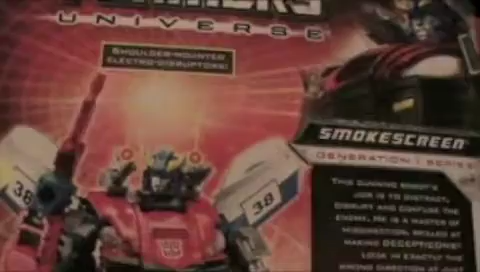 TRANSFORMERS
UNIVERSE
SHOULDER-MOUNTED
ELECTRO-DISRUPTORS!
38
38
SMOKESCREEN
GENERATION 1 SERIES
THIS CUNNING ROBOT'S
JOB IS TO DISTRACT,
DISRUPT AND CONFUSE THE
ENEMY. HE IS A MASTER OF
MISDIRECTION, SKILLED AT
MAKING DECEPTICONS
LOOK IN EXACTLY THE
WRONG DIRECTION AT JUST